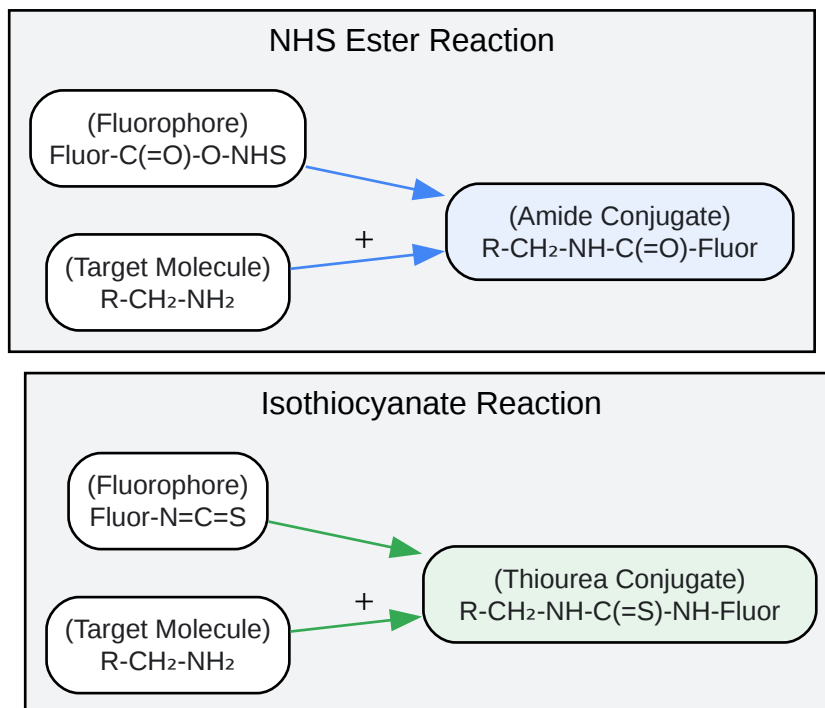 NHS Ester Reaction
(Fluorophore)
Fluor-C(=O)-O-NHS
(Amide Conjugate)
R-CH₂-NH-C(=O)-Fluor
+
(Target Molecule)
R-CH₂-NH₂
Isothiocyanate Reaction
(Fluorophore)
Fluor-N=C=S
(Thiourea Conjugate)
R-CH₂-NH-C(=S)-NH-Fluor
+
(Target Molecule)
R-CH₂-NH₂